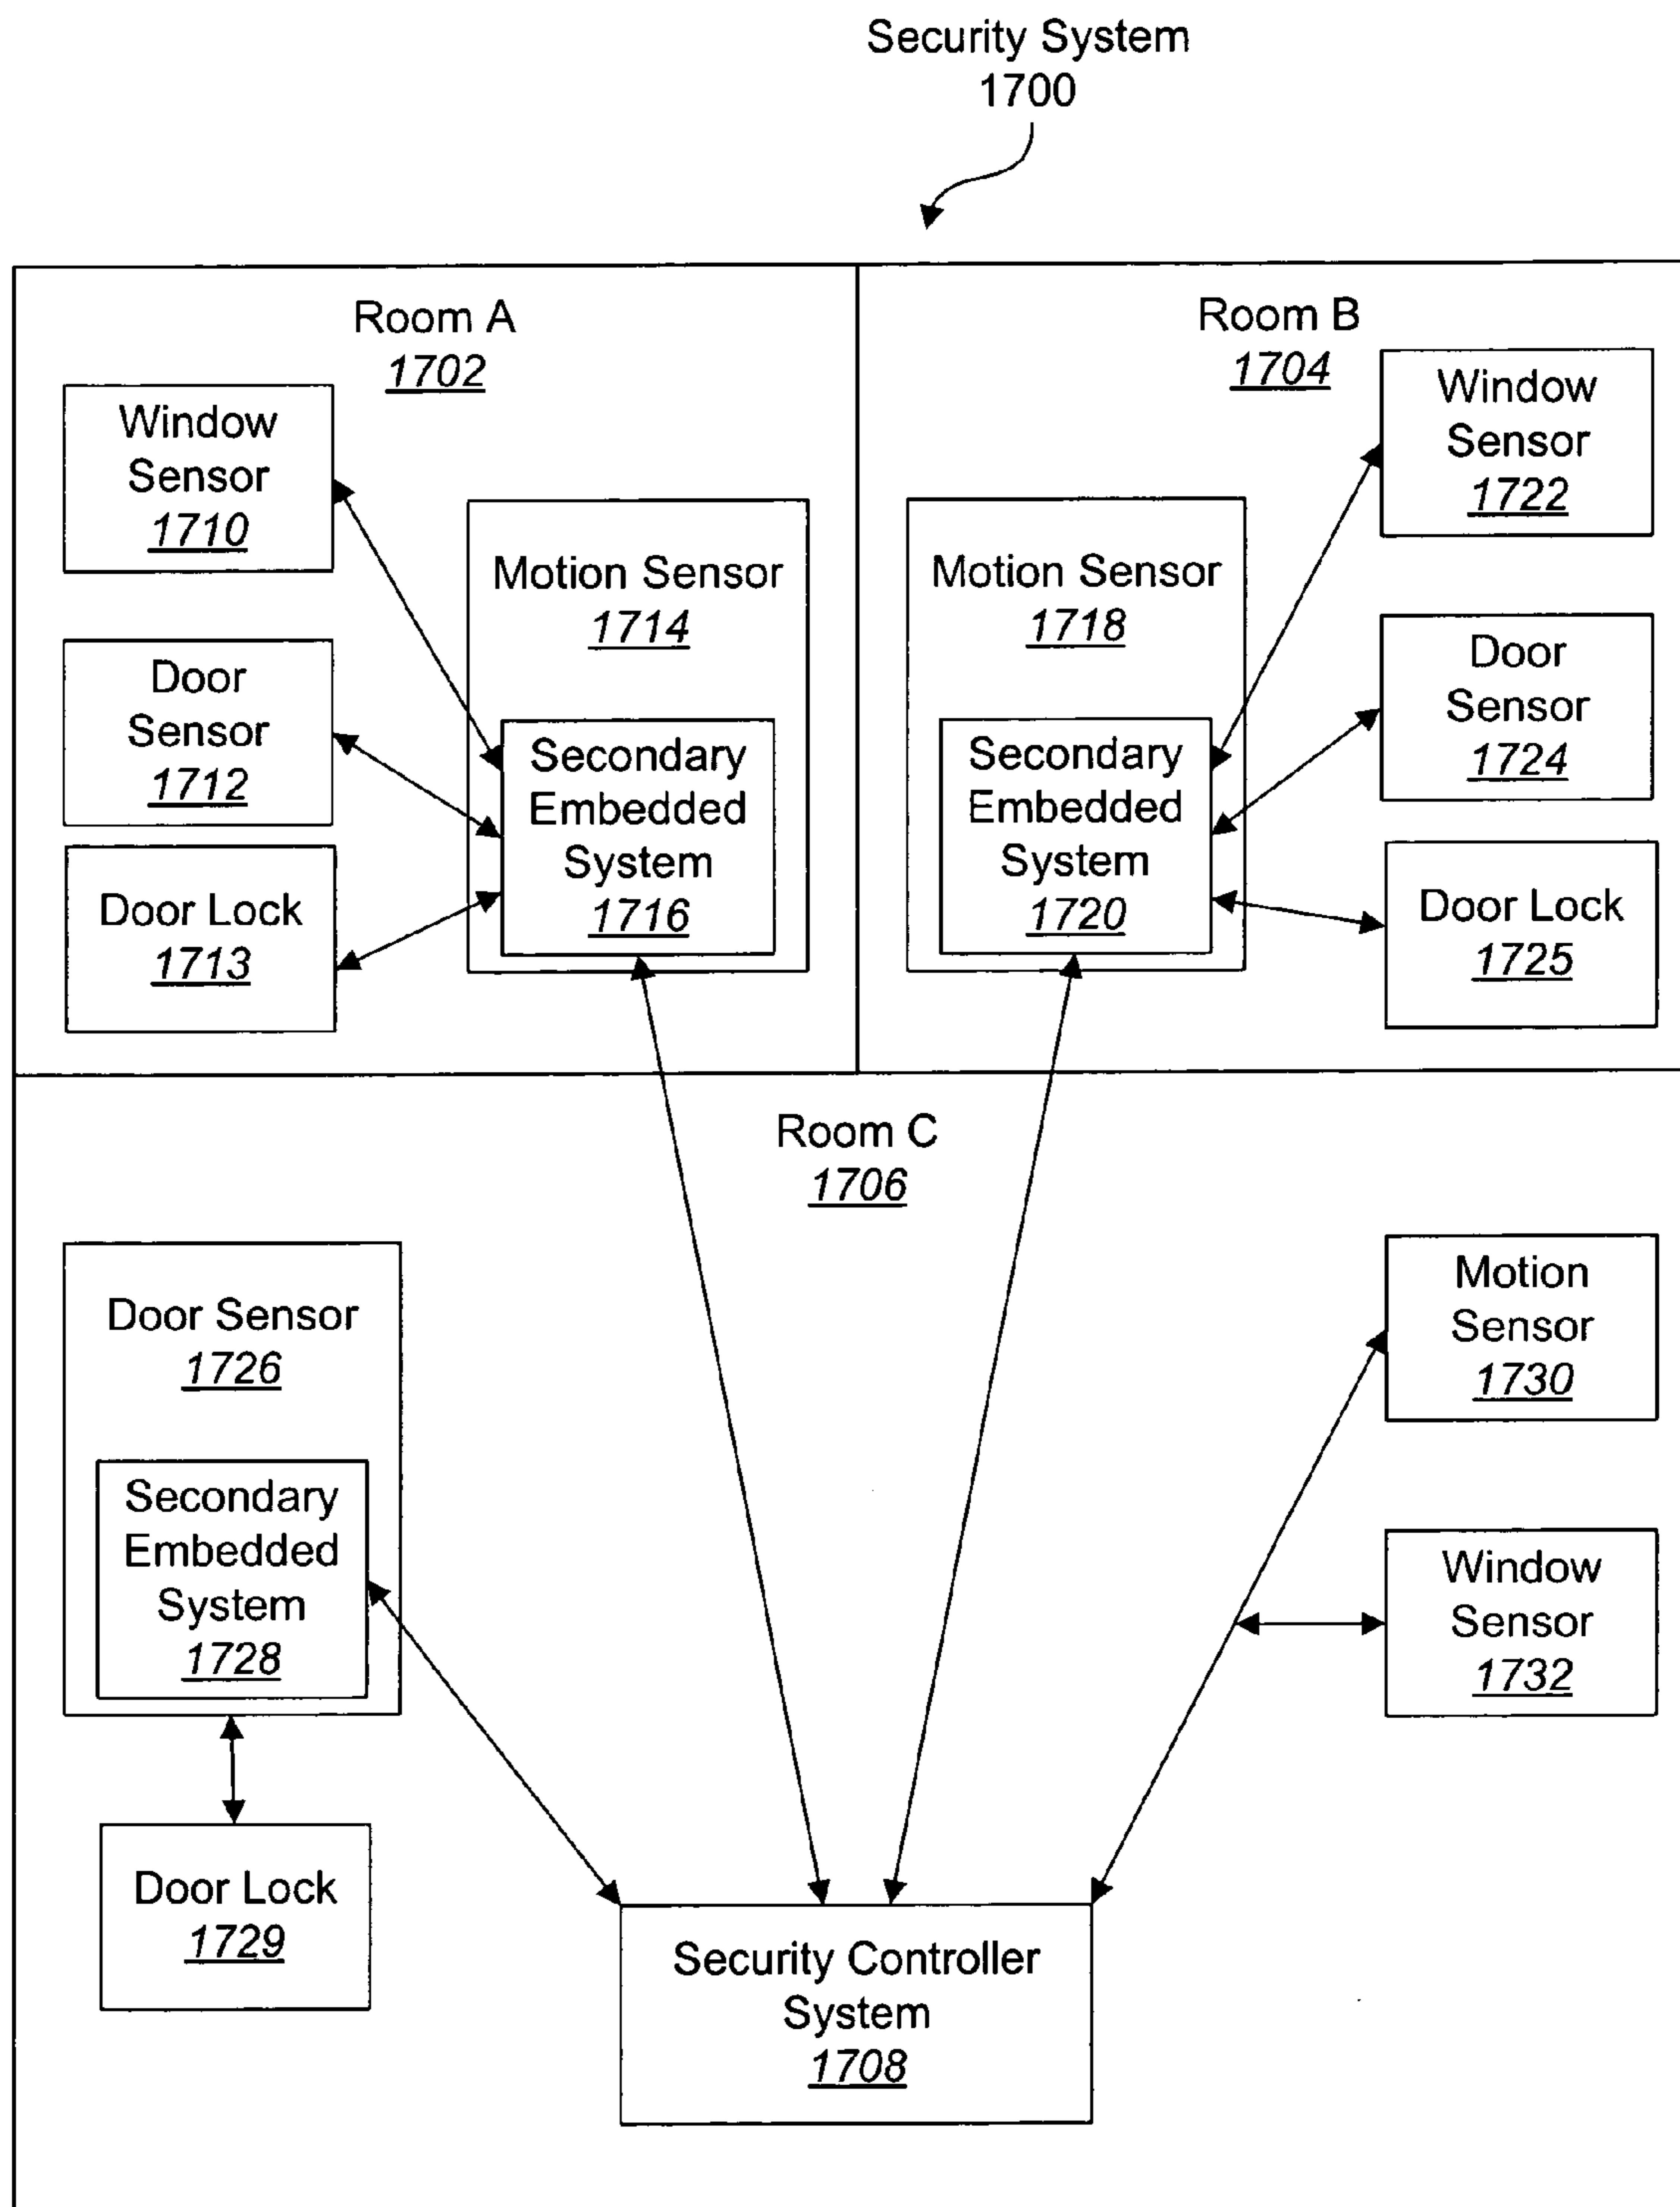 Security System
1700
Room A
1702
Window
Sensor
1710
Door
Sensor
1712
Door Lock
1713
Motion Sensor
1714
Secondary
Embedded
System
1716
Room B
1704
Motion Sensor
1718
Secondary
Embedded
System
1720
Window
Sensor
1722
Door
Sensor
1724
Door Lock
1725
Room C
1706
Door Sensor
1726
Secondary
Embedded
System
1728
Door Lock
1729
Motion
Sensor
1730
Window
Sensor
1732
Security Controller
System
1708